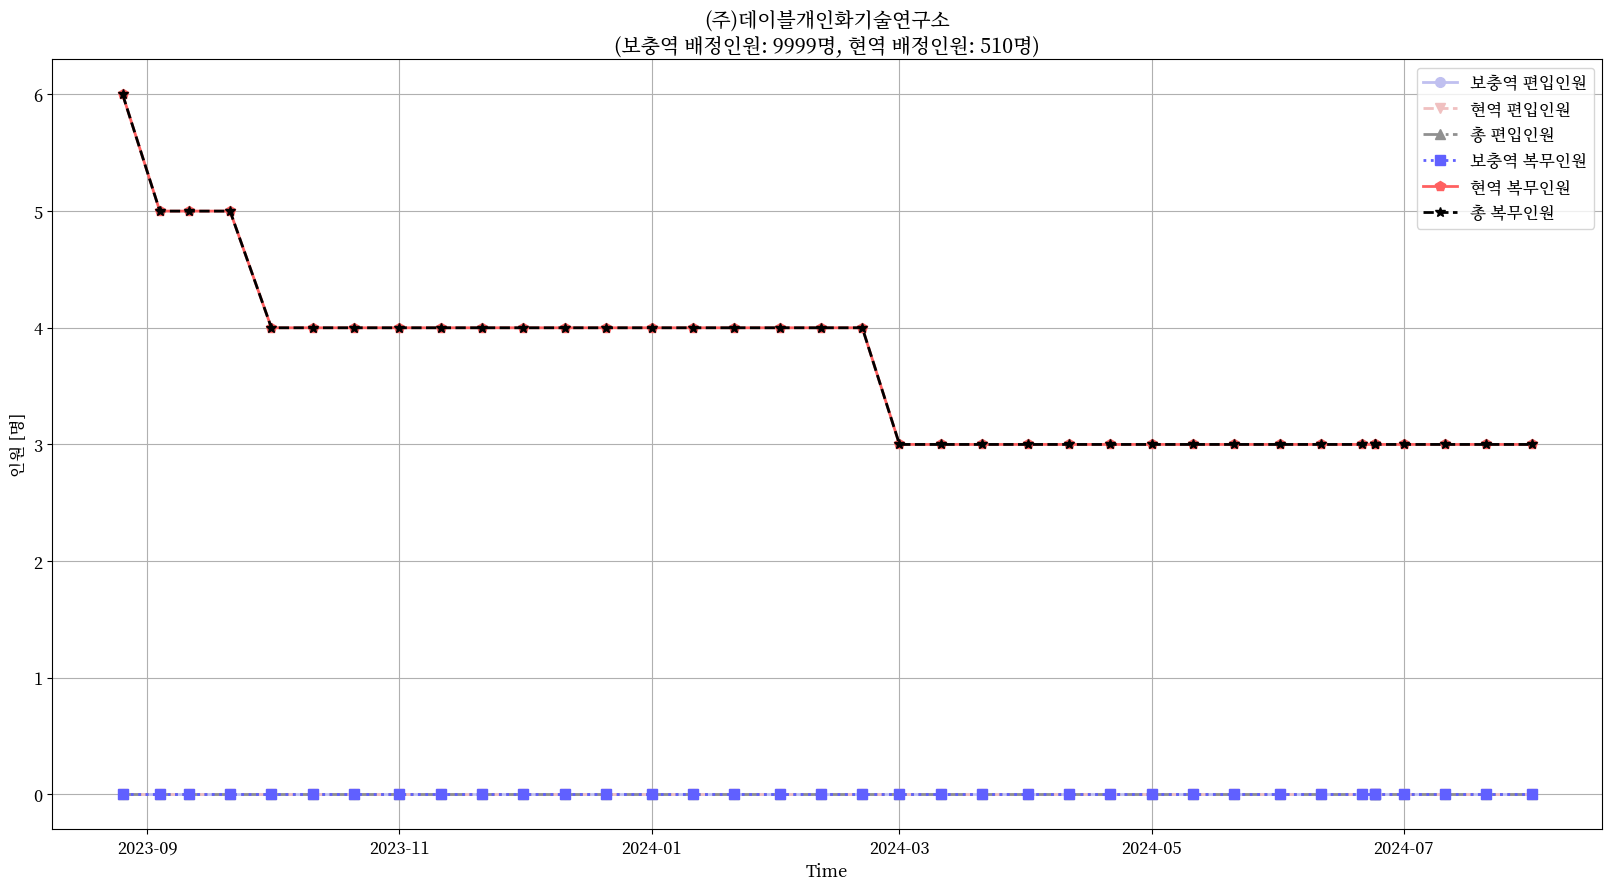 (주)데이블개인화기술연구소
(보충역 배정인원: 9999명, 현역 배정인원: 510명)
보충역 편입인원
현역 편입인원
총 편입인원
보충역 복무인원
현역 복무인원
총 복무인원
인원 [명]
6
5
4
3
2
1
0
2023-09
2023-11
2024-01
2024-03
2024-05
2024-07
Time